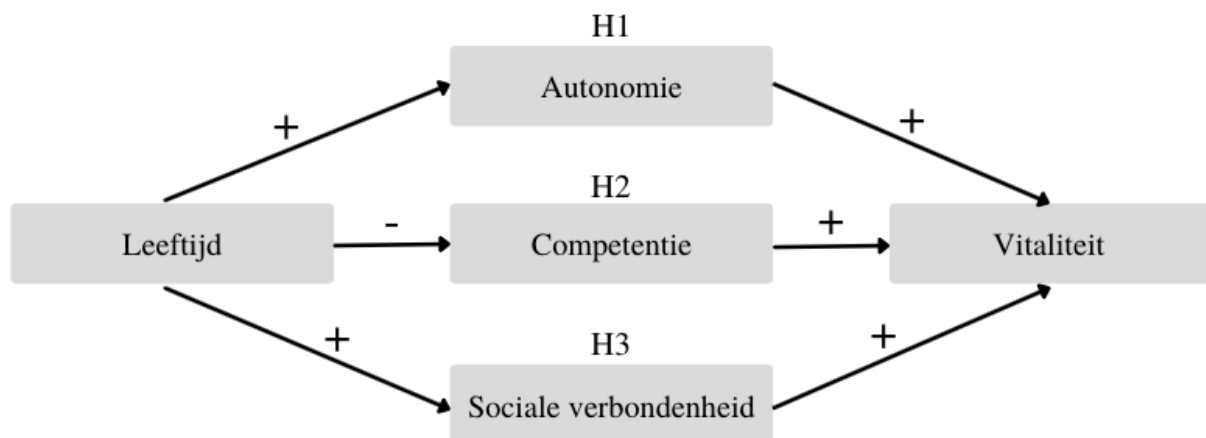 H1
Autonomie
+
+
H2
Leeftijd
-
Competentie
+
Vitaliteit
+
H3
+
Sociale verbondenheid